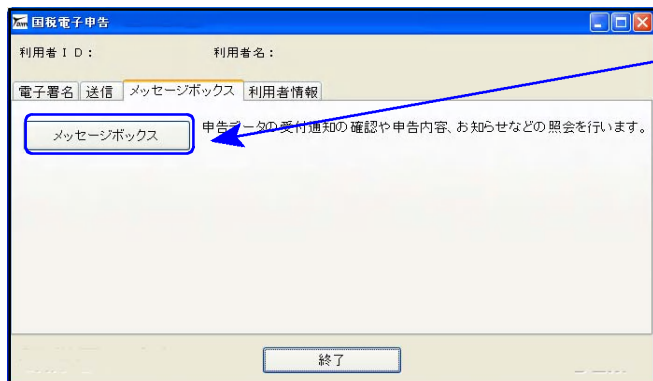 国税電子申告
利用者ID： 利用者名：
電子署名 送信 メッセージボックス 利用者情報
メッセージボックス 申告データの受付通知の確認や申告内容、お知らせなどの照会を行います。
終了